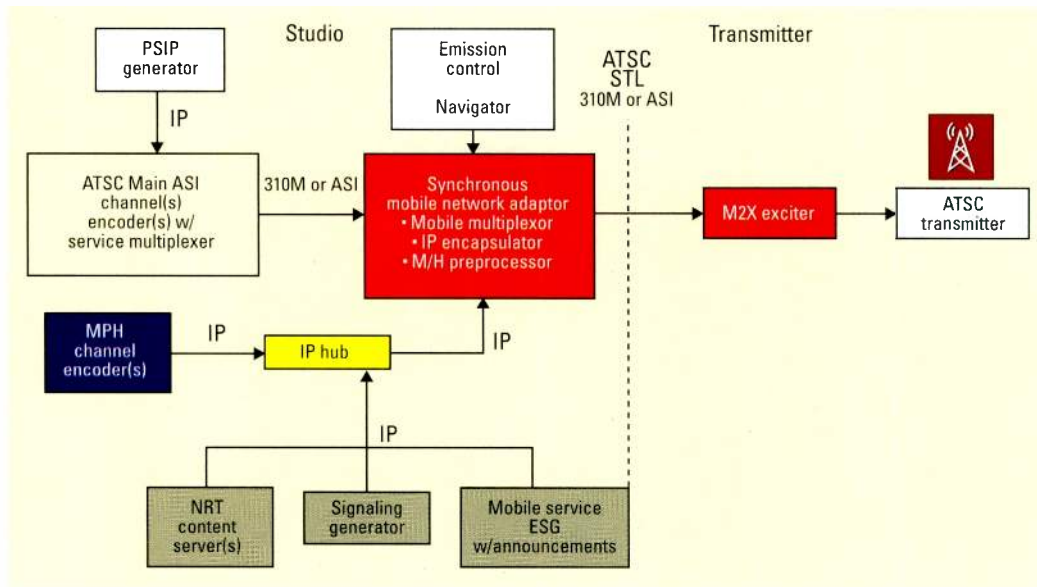 Studio
Transmitter
PSIP
generator
IP
Emission
control
Navigator
ATSC
STL
310M or ASI
ATSC Main ASI
channel(s)
encoder(s) w/
service multiplexer
310M or ASI
Synchronous
mobile network adaptor
• Mobile multiplexor
• IP encapsulator
• M/H preprocessor
M2X exciter
ATSC
transmitter
MPH
channel
encoder(s)
IP
IP hub
IP
IP
NRT
content
server(s)
Signaling
generator
Mobile service
ESG
w/announcements